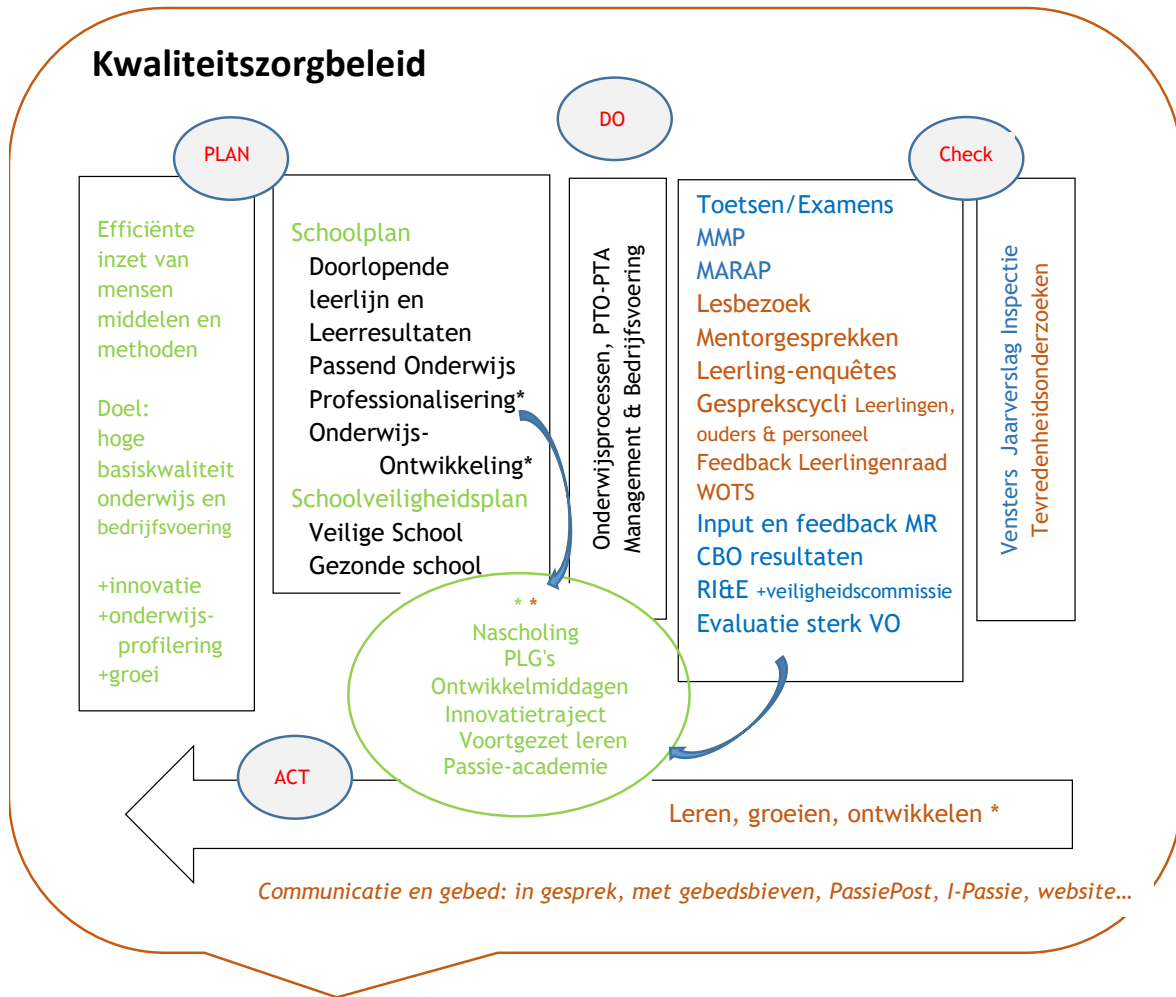 Kwaliteitszorgbeleid
PLAN
DO
Check
Efficiënte
inzet van
mensen
middelen en
methoden
Doel:
hoge
basiskwaliteit
onderwijs en
bedrijfsvoering
+innovatie
+onderwijs-
profilering
+groei
Schoolplan
Doorlopende
leerlijn en
Leerresultaten
Passend Onderwijs
Professionalisering*
Onderwijs-
Ontwikkeling*
Schoolveiligheidsplan
Veilige School
Gezonde school
Onderwijsprocessen, PTO-PTA
Management & Bedrijfsvoering
Toetsen/Examens
MMP
MARAP
Lesbezoek
Mentorgesprekken
Leerling-enquêtes
Gesprekscycli Leerlingen,
ouders & personeel
Feedback Leerlingenraad
WOTS
Input en feedback MR
CBO resultaten
RI&E +veiligheidscommissie
Evaluatie sterk VO
Vensters Jaarverslag Inspectie
Tevredenheidsonderzoeken
* *
Nascholing
PLG's
Ontwikkelmiddagen
Innovatietraject
Voortgezet leren
Passie-academie
ACT
Leren, groeien, ontwikkelen *
Communicatie en gebed: in gesprek, met gebedsbieven, PassiePost, I-Passie, website…